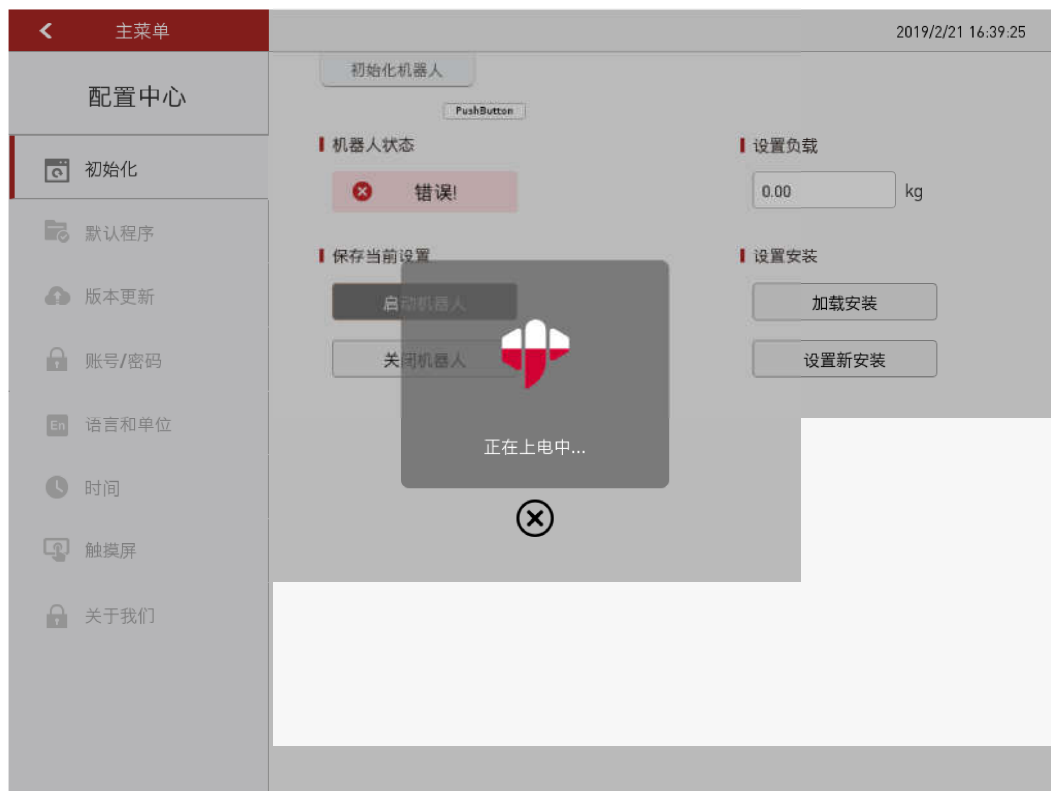 主菜单
2019/2/21 16:39:25
配置中心
初始化
默认程序
版本更新
账号/密码
En 语言和单位
时间
触摸屏
关于我们
初始化机器人
PushButton
机器人状态
错误!
设置负载
0.00 kg
保存当前设置
启动机器人
关闭机器人
设置安装
加载安装
设置新安装
正在上电中...